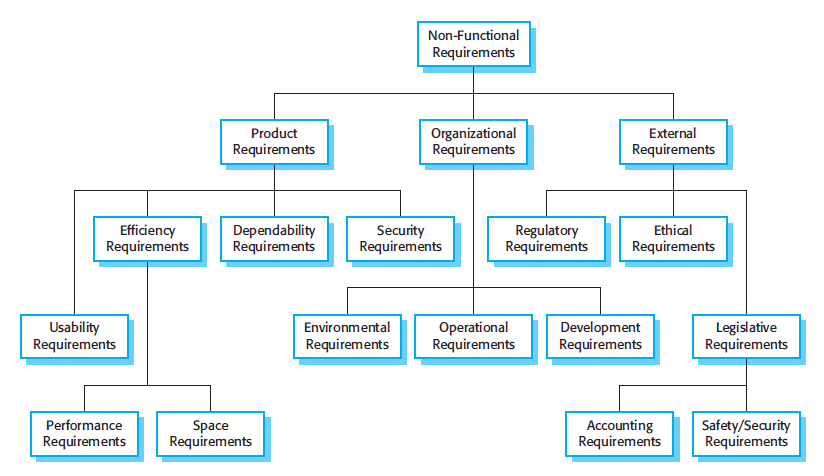 Non-Functional
Requirements
Product
Requirements
Organizational
Requirements
External
Requirements
Efficiency
Requirements
Dependability
Requirements
Security
Requirements
Regulatory
Requirements
Ethical
Requirements
Usability
Requirements
Environmental
Requirements
Operational
Requirements
Development
Requirements
Legislative
Requirements
Performance
Requirements
Space
Requirements
Accounting
Requirements
Safety/Security
Requirements